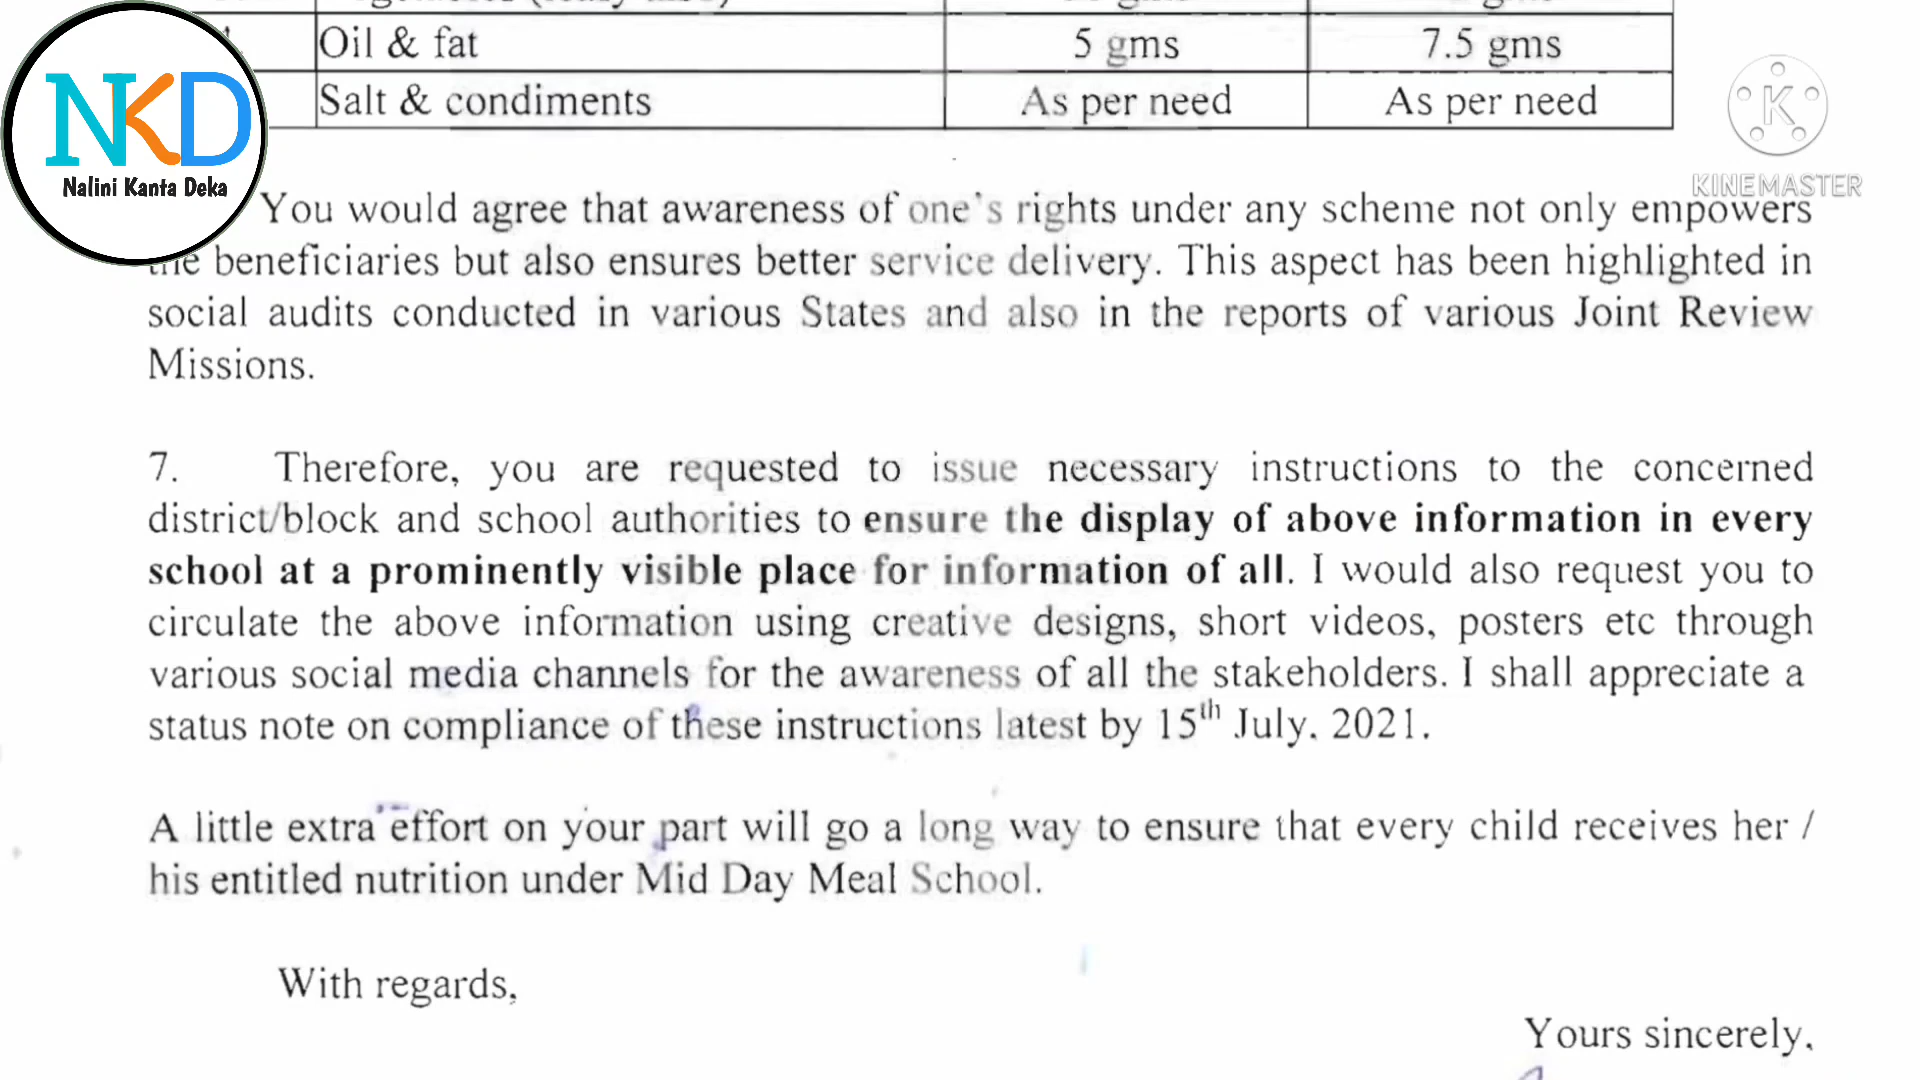 Oil & fat 5 gms 7.5 gms
Salt & condiments As per need As per need
NKD
Nalini Kanta Deka
K
KINEMASTER
You would agree that awareness of one's rights under any scheme not only empowers
the beneficiaries but also ensures better service delivery. This aspect has been highlighted in
social audits conducted in various States and also in the reports of various Joint Review
Missions.
7. Therefore, you are requested to issue necessary instructions to the concerned
district/block and school authorities to ensure the display of above information in every
school at a prominently visible place for information of all. I would also request you to
circulate the above information using creative designs, short videos, posters etc through
various social media channels for the awareness of all the stakeholders. I shall appreciate a
status note on compliance of these instructions latest by 15th July, 2021.
A little extra effort on your part will go a long way to ensure that every child receives her /
his entitled nutrition under Mid Day Meal School.
With regards,
Yours sincerely,